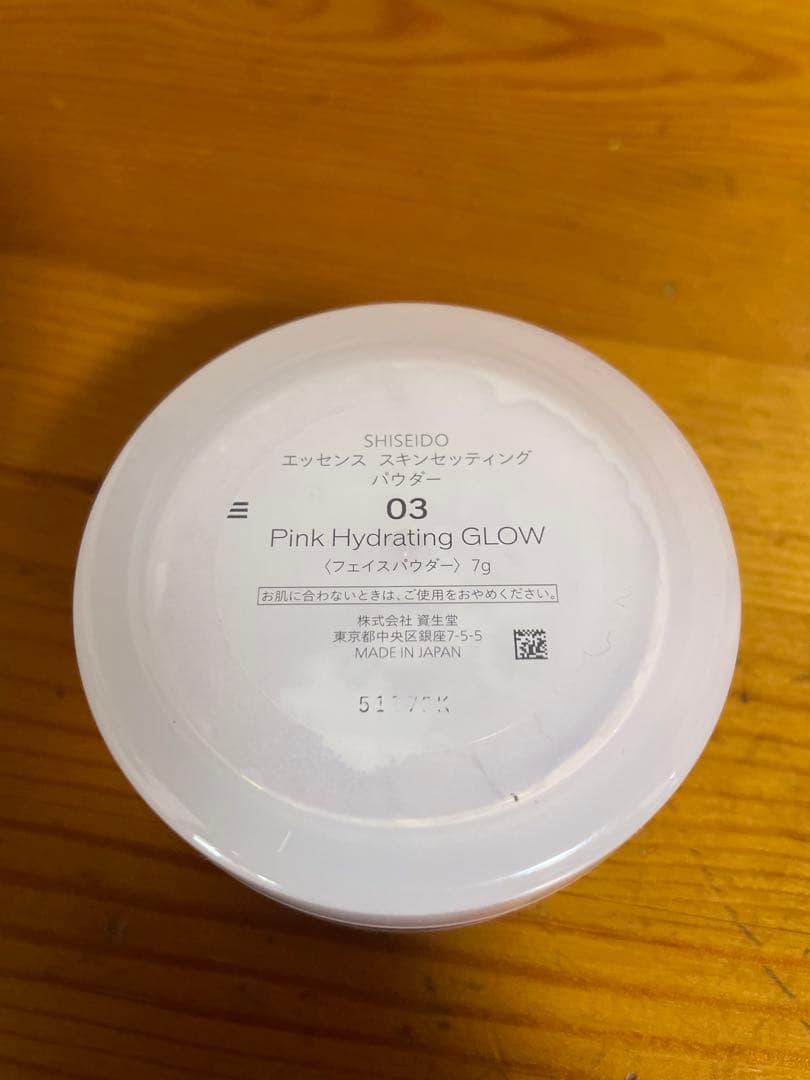 SHISEIDO
エッセンス スキンセッティング
パウダー
03
Pink Hydrating GLOW
〈フェイスパウダー〉7g
お肌に合わないときは、ご使用をおやめください。
株式会社 資生堂
東京都中央区銀座7-5-5
MADE IN JAPAN